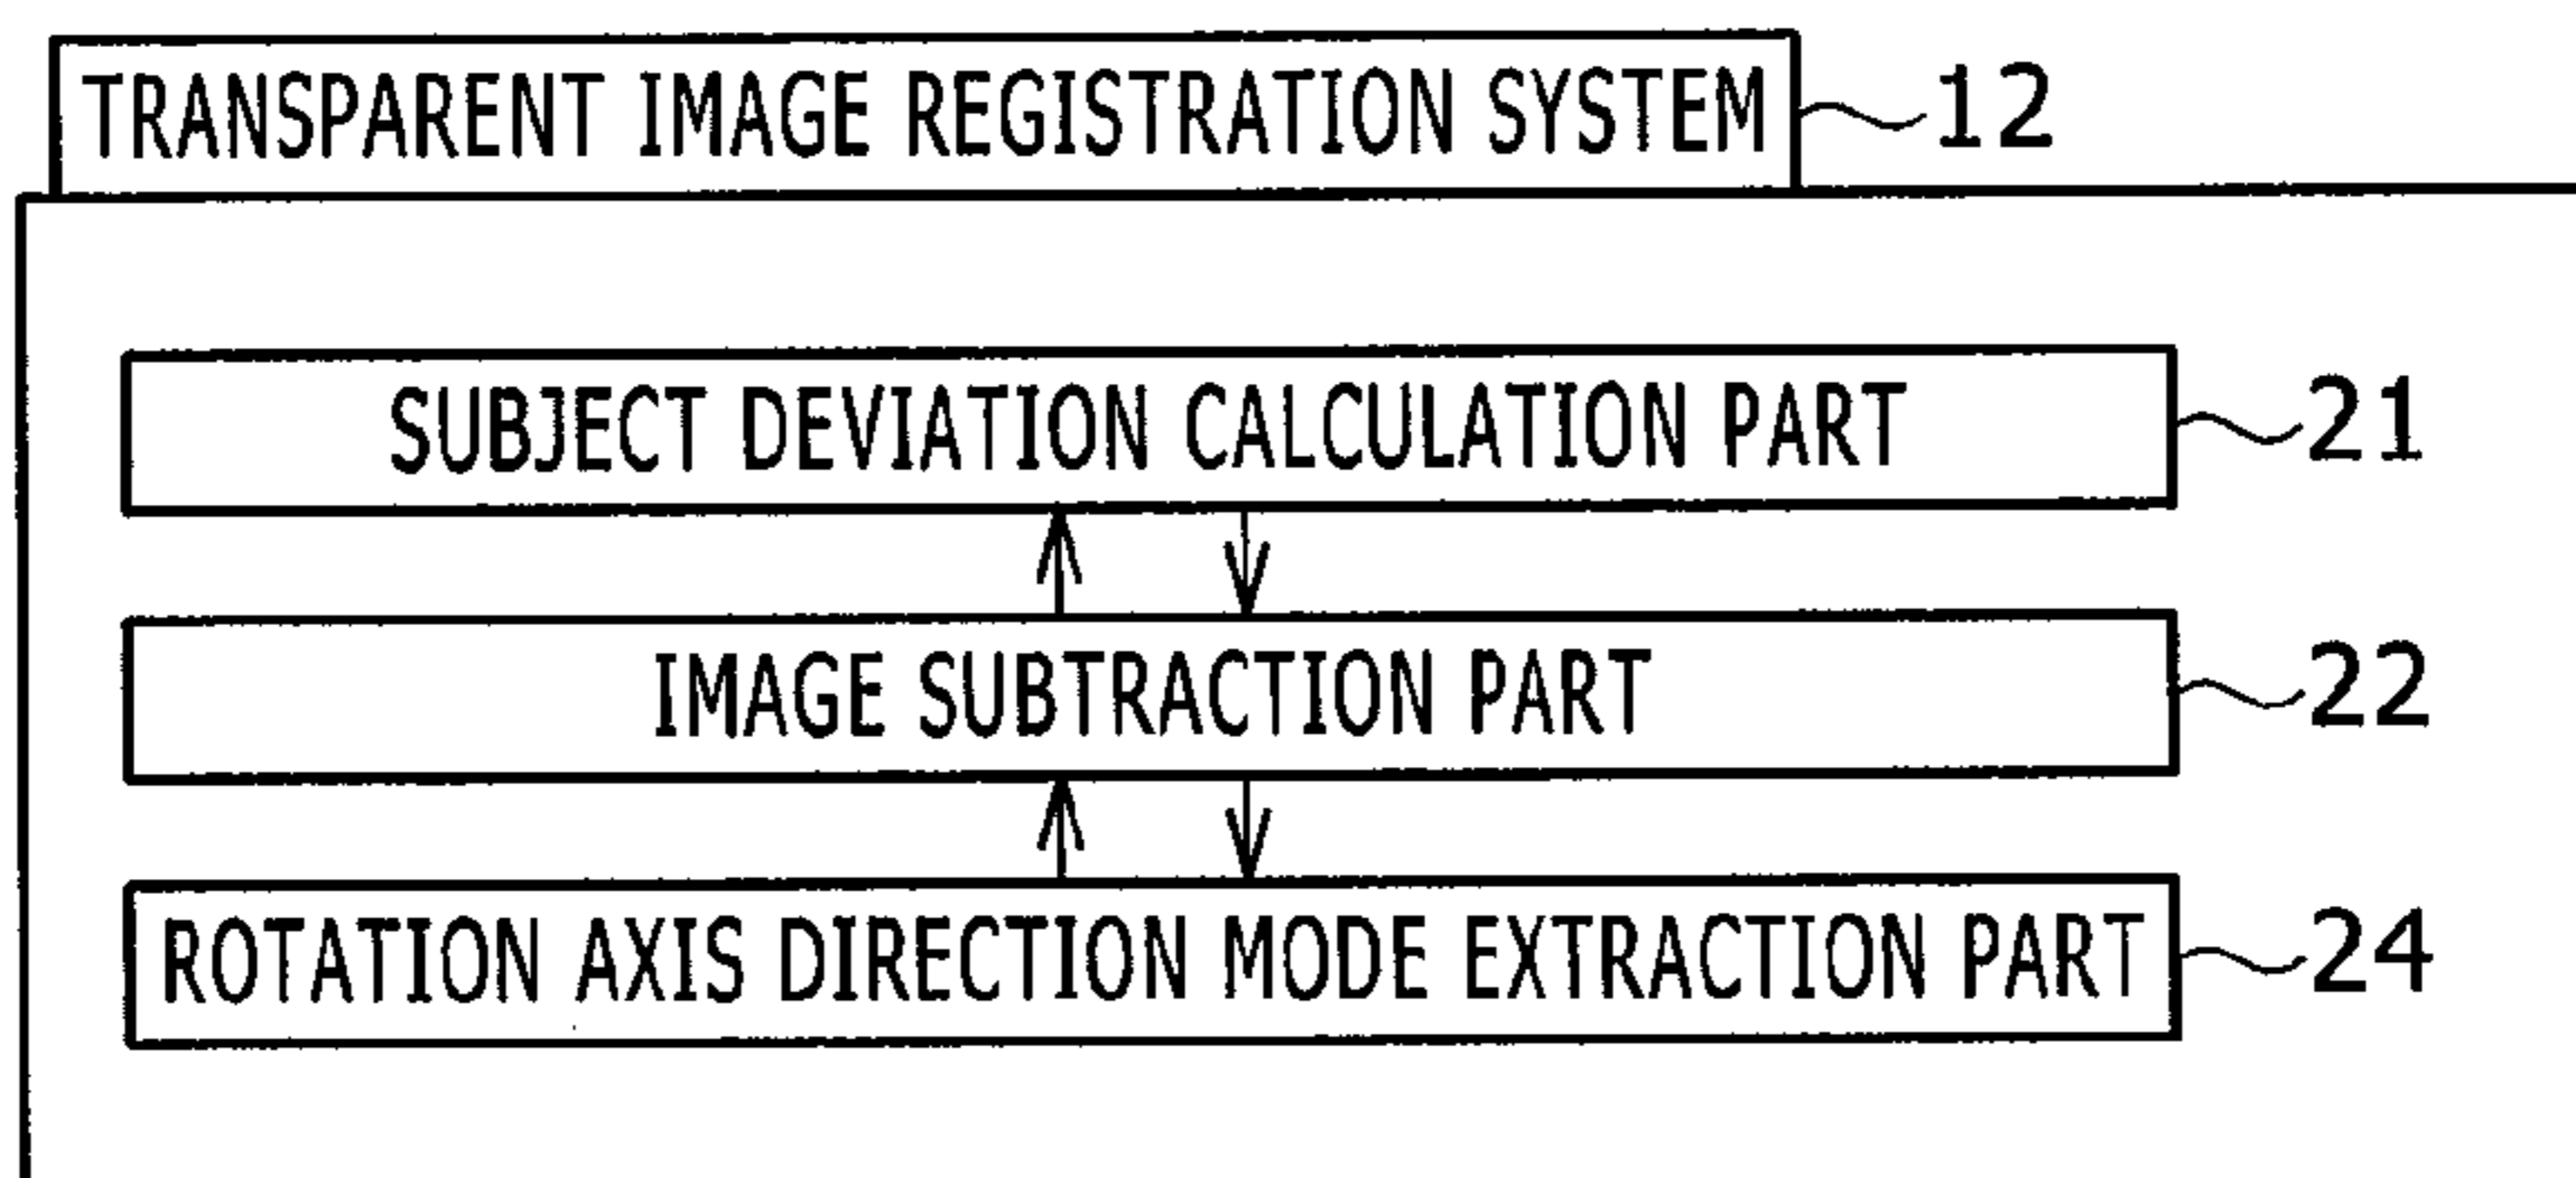 TRANSPARENT IMAGE REGISTRATION SYSTEM 12
SUBJECT DEVIATION CALCULATION PART 21
IMAGE SUBTRACTION PART 22
ROTATION AXIS DIRECTION MODE EXTRACTION PART 24